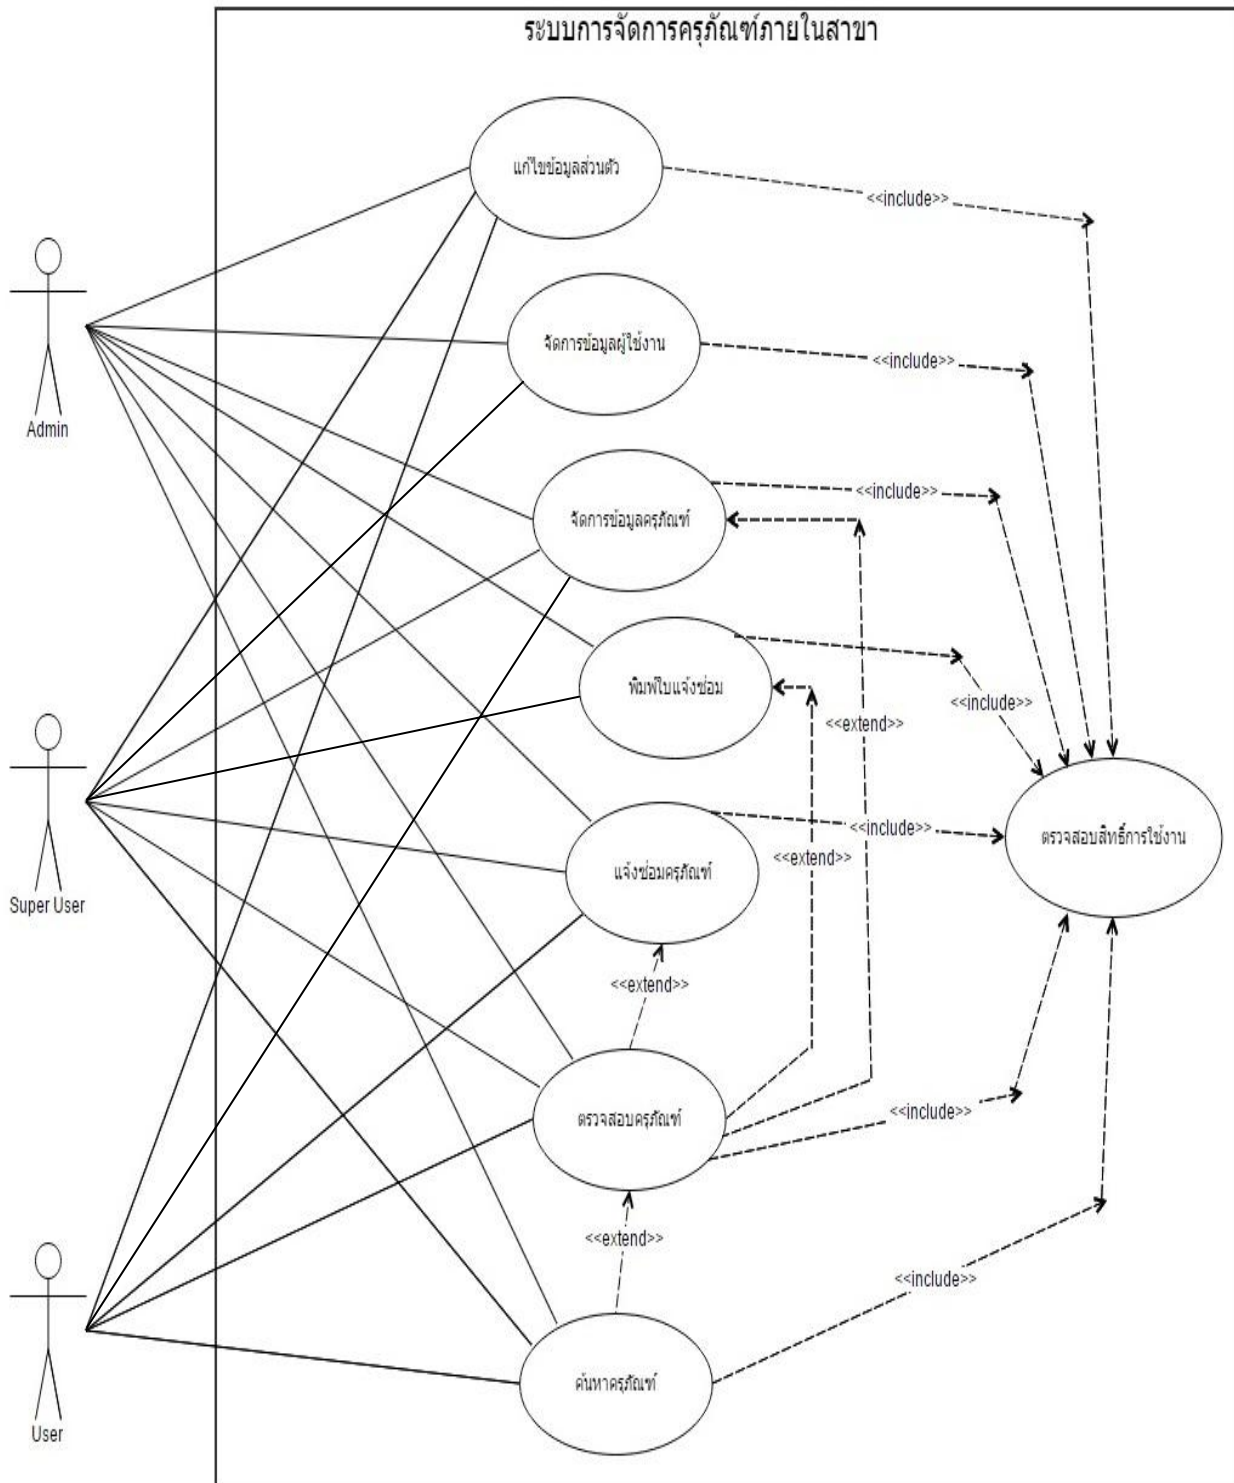 ระบบการจัดการครุภัณฑ์ภายในสาขา
แก้ไขข้อมูลส่วนตัว
<<include>>
จัดการข้อมูลผู้ใช้งาน
<<include>>
Admin
จัดการข้อมูลครุภัณฑ์
<<include>>
พิมพ์ใบแจ้งซ่อม
<<include>>
<<extend>>
<<include>>
ตรวจสอบสิทธิ์การใช้งาน
<<extend>>
แจ้งซ่อมครุภัณฑ์
Super User
<<extend>>
ตรวจสอบครุภัณฑ์
<<include>>
<<extend>>
<<include>>
ค้นหาครุภัณฑ์
User